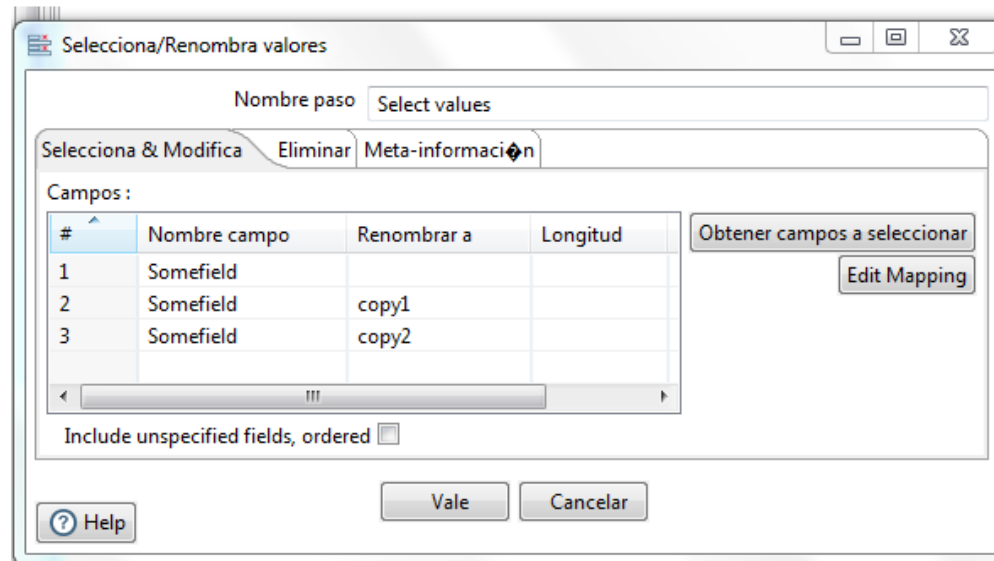 Selecciona/Renombra valores
Nombre paso Select values
Selecciona & Modifica Eliminar Meta-informaci�n
Campos :
# Nombre campo Renombrar a Longitud
Obtener campos a seleccionar
1 Somefield
Edit Mapping
2 Somefield copy1
3 Somefield copy2
Include unspecified fields, ordered
Vale Cancelar
Help